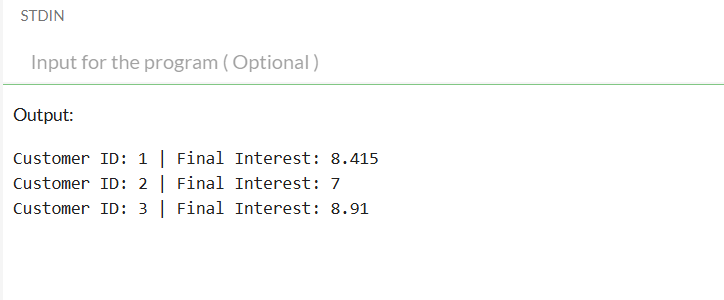 STDIN
Input for the program ( Optional )
Output:
Customer ID: 1 | Final Interest: 8.415
Customer ID: 2 | Final Interest: 7
Customer ID: 3 | Final Interest: 8.91